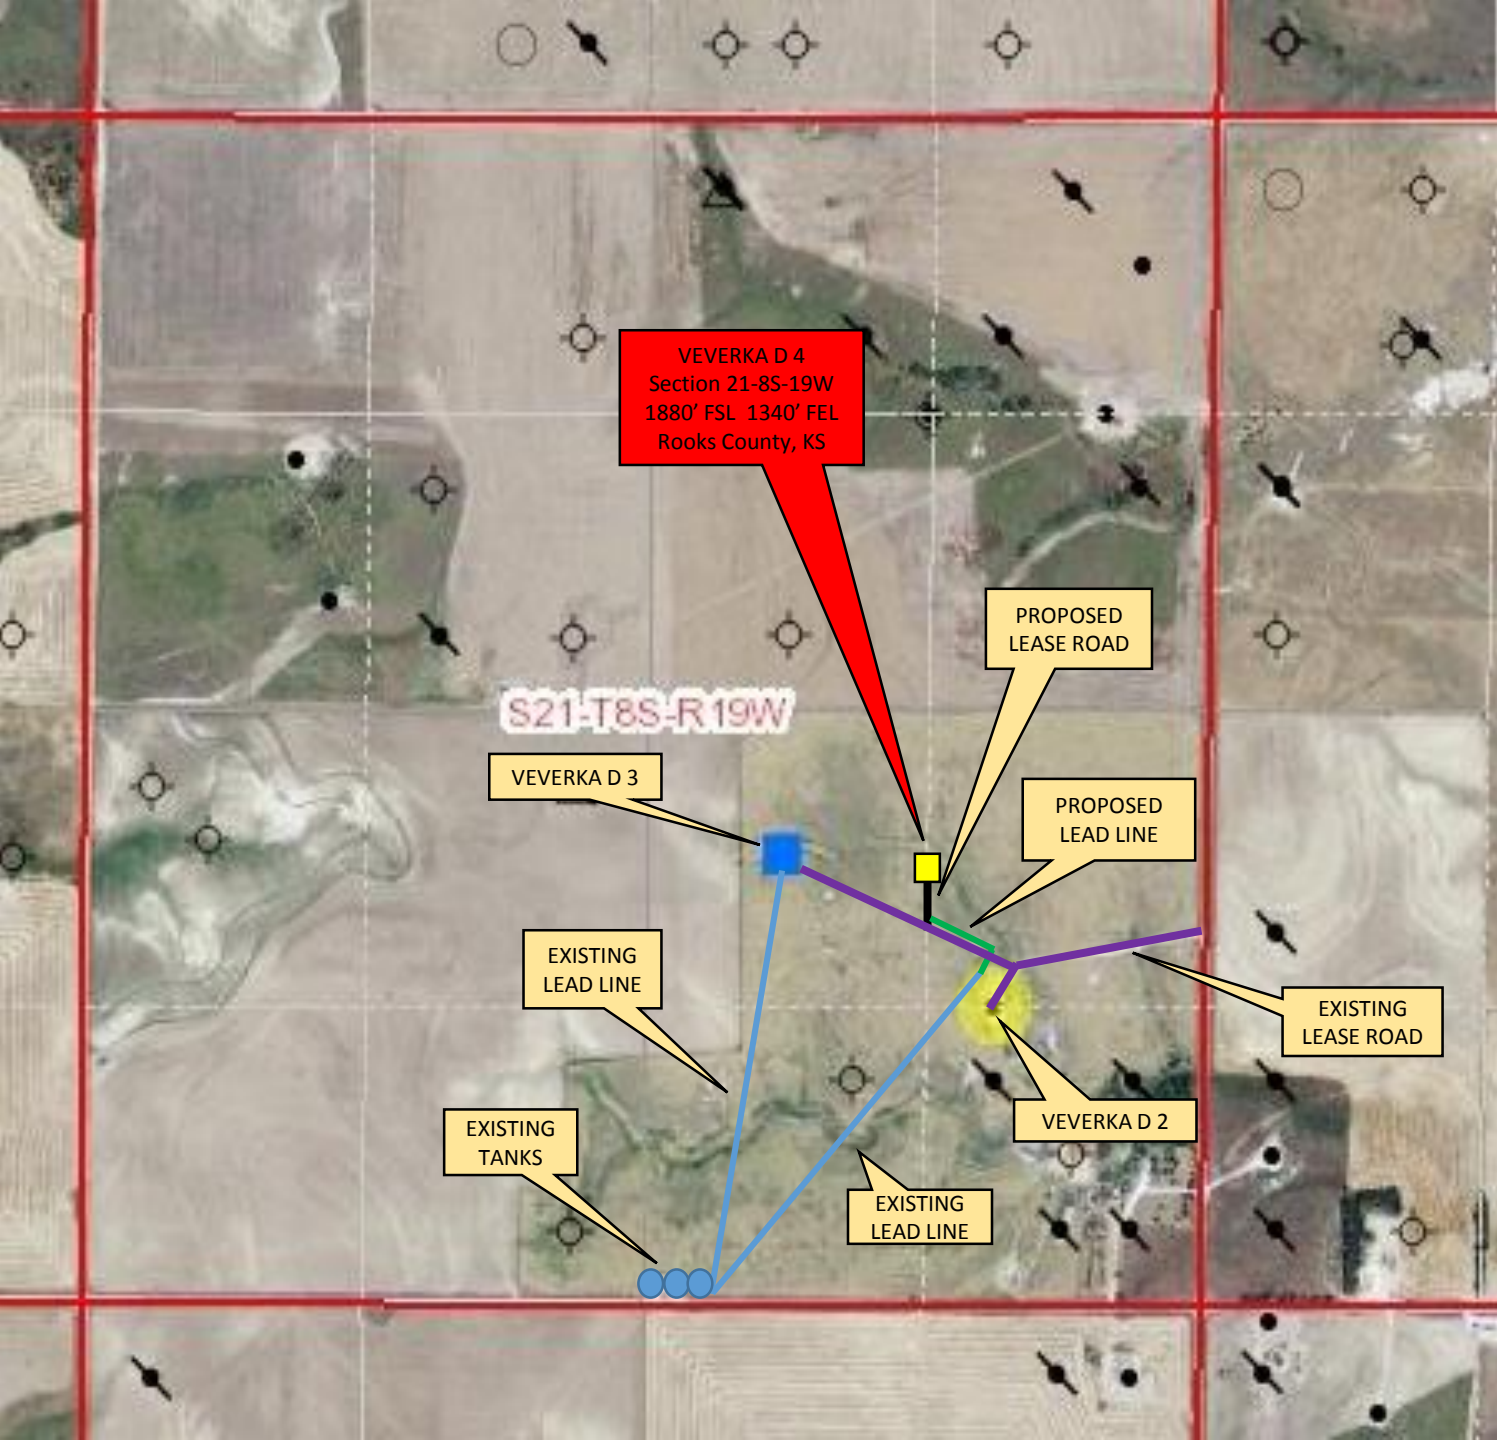 VEVERKA D 4
Section 21-8S-19W
1880’ FSL  1340’ FEL
Rooks County, KS
PROPOSED
LEASE ROAD
S21-T8S-R19W
VEVERKA D 3
PROPOSED
LEAD LINE
EXISTING
LEAD LINE
EXISTING
LEASE ROAD
VEVERKA D 2
EXISTING
TANKS
EXISTING
LEAD LINE